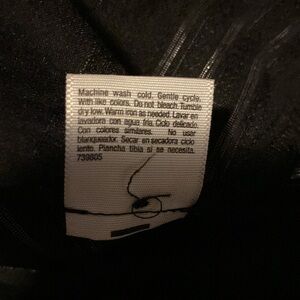 Machine wash cold. Gentle cycle.
With like colors. Do not bleach. Tumble
dry low. Warm iron as needed. Lavar en
lavadora con agua fria. Ciclo delicado.
Con colores similares. No usar
blanqueador. Secar en secadora ciclo
lento. Plancha tibia si se necesita.
739805